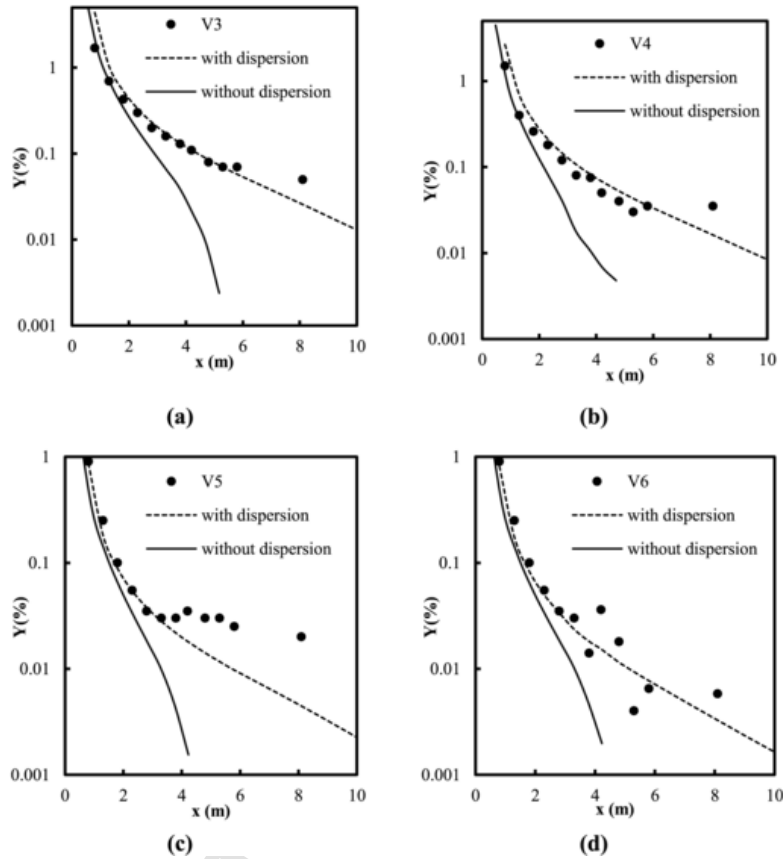 V3
with dispersion
without dispersion
1
0.1
0.01
0.001
Y(%)
0 2 4 6 8 10
x (m)
(a)
V4
with dispersion
without dispersion
1
0.1
0.01
0.001
Y(%)
0 2 4 6 8 10
x (m)
(b)
V5
with dispersion
without dispersion
1
0.1
0.01
0.001
Y(%)
0 2 4 6 8 10
x (m)
(c)
V6
with dispersion
without dispersion
1
0.1
0.01
0.001
Y(%)
0 2 4 6 8 10
x (m)
(d)